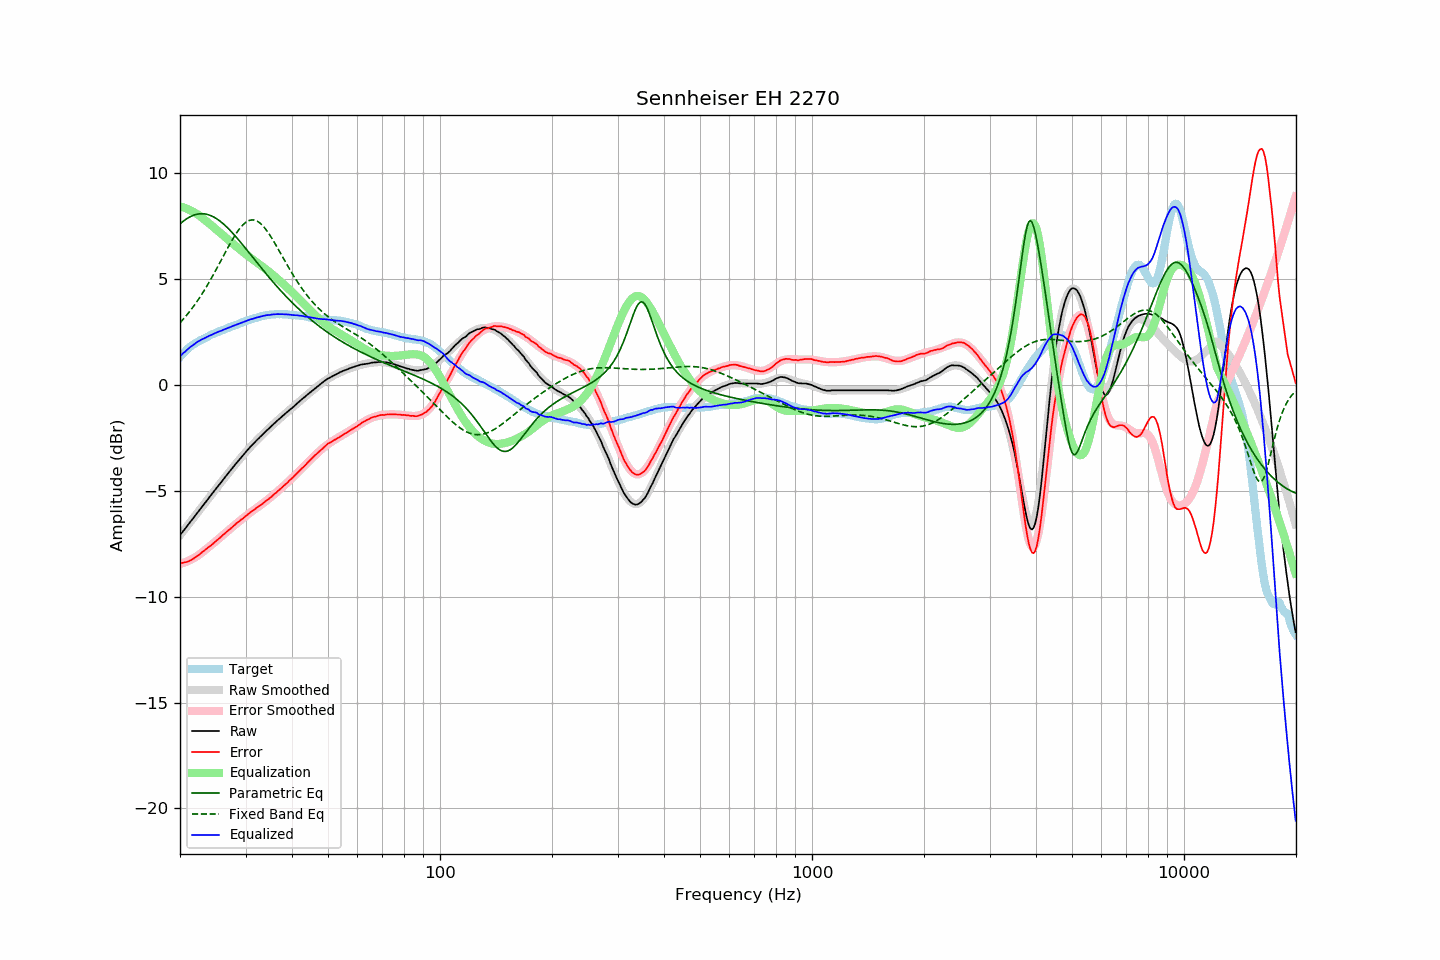 Sennheiser EH 2270
10
5
0
−5
−10
−15
−20
Amplitude (dBr)
Target
Raw Smoothed
Error Smoothed
Raw
Error
Equalization
Parametric Eq
Fixed Band Eq
Equalized
100
1000
10000
Frequency (Hz)